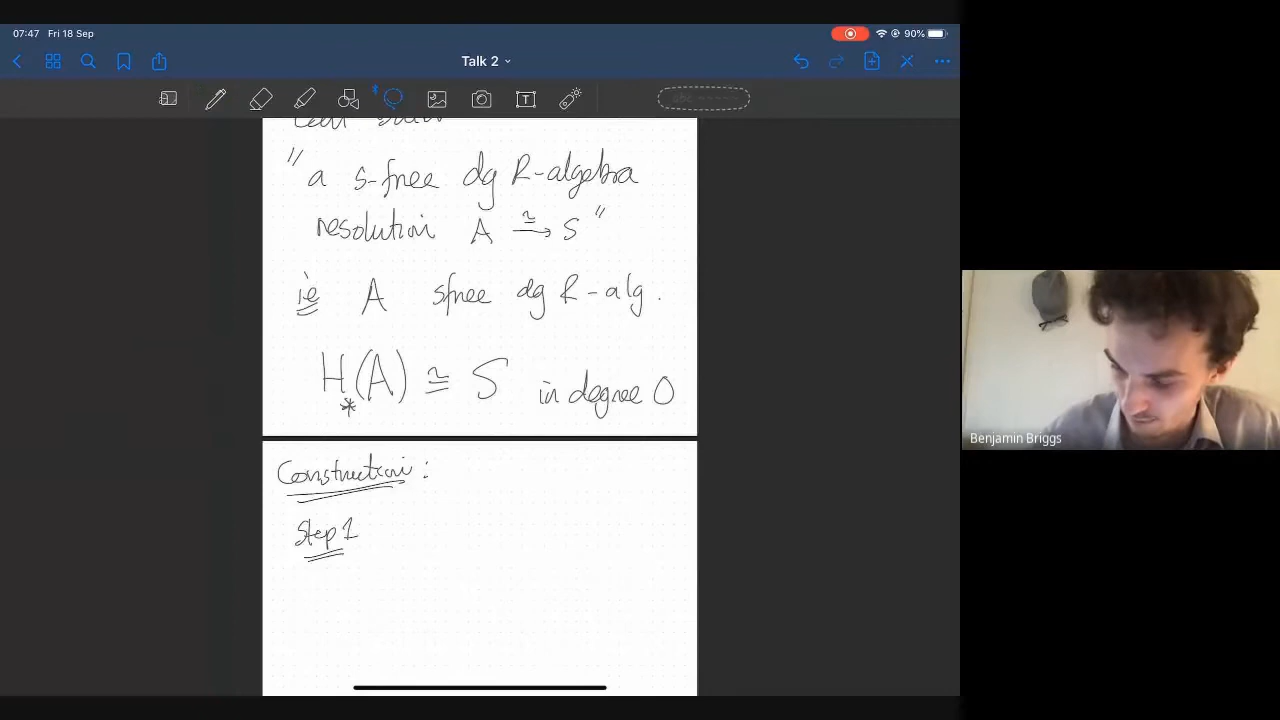 07:47 Fri 18 Sep
90%
Talk 2
" a s-free dg R-algebra
resolution A ≃→ S "
ie A sfree dg R-alg.
H*(A) ≅ S in degree 0
Construction:
Step 1
Benjamin Briggs